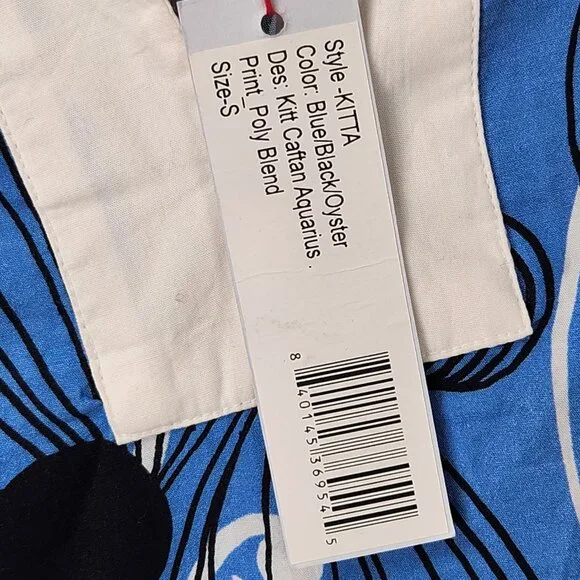 Style -KITTA
Color: Blue/Black/Oyster
Des: Kitt Caftan Aquarius .
Print_Poly Blend
Size-S
8 40145 36954 5